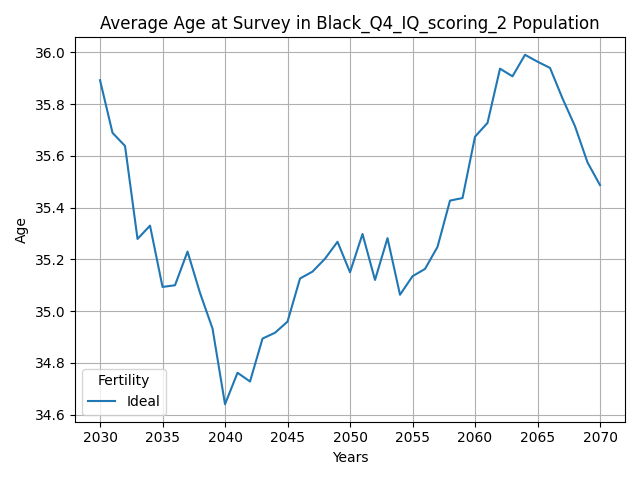 Average Age at Survey in Black_Q4_IQ_scoring_2 Population
Age
36.0
35.8
35.6
35.4
35.2
35.0
34.8
34.6
Fertility
Ideal
2030 2035 2040 2045 2050 2055 2060 2065 2070
Years